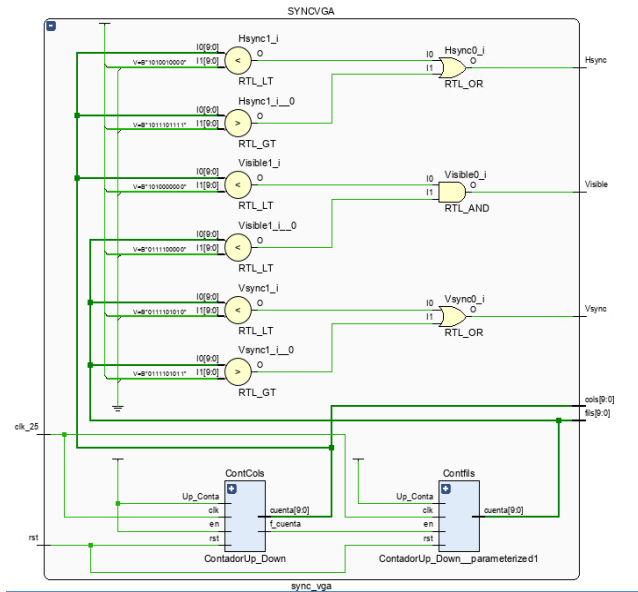 SYNCVGA
Hsync1_i
I0[9:0]
V=B"1010010000" I1[9:0]
O
<
RTL_LT
Hsync0_i
I0
I1
O
RTL_OR
Hsync
Hsync1_i__0
I0[9:0]
V=B"1011101111" I1[9:0]
O
>
RTL_GT
Visible1_i
I0[9:0]
V=B"1010000000" I1[9:0]
O
<
RTL_LT
Visible0_i
I0
I1
O
RTL_AND
Visible
Visible1_i__0
I0[9:0]
V=B"0111100000" I1[9:0]
O
<
RTL_LT
Vsync1_i
I0[9:0]
V=B"0111101010" I1[9:0]
O
<
RTL_LT
Vsync0_i
I0
I1
O
RTL_OR
Vsync
Vsync1_i__0
I0[9:0]
V=B"0111101011" I1[9:0]
O
>
RTL_GT
cols[9:0]
fils[9:0]
clk_25
rst
ContCols
Up_Conta
clk
en
rst
cuenta[9:0]
f_cuenta
ContadorUp_Down
Contfils
Up_Conta
clk
en
rst
cuenta[9:0]
ContadorUp_Down__parameterized1
sync_vga